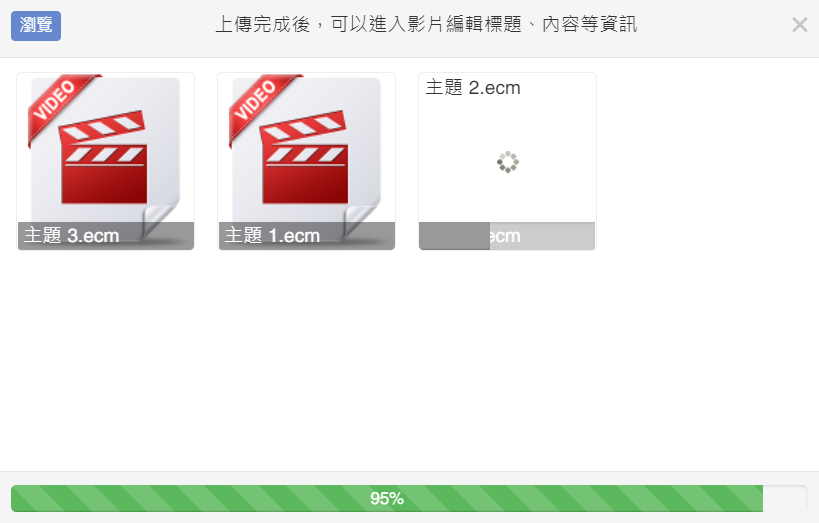 瀏覽
上傳完成後，可以進入影片編輯標題、內容等資訊
×
主題 2.ecm
VIDEO
VIDEO
主題 3.ecm
主題 1.ecm
ecm
95%